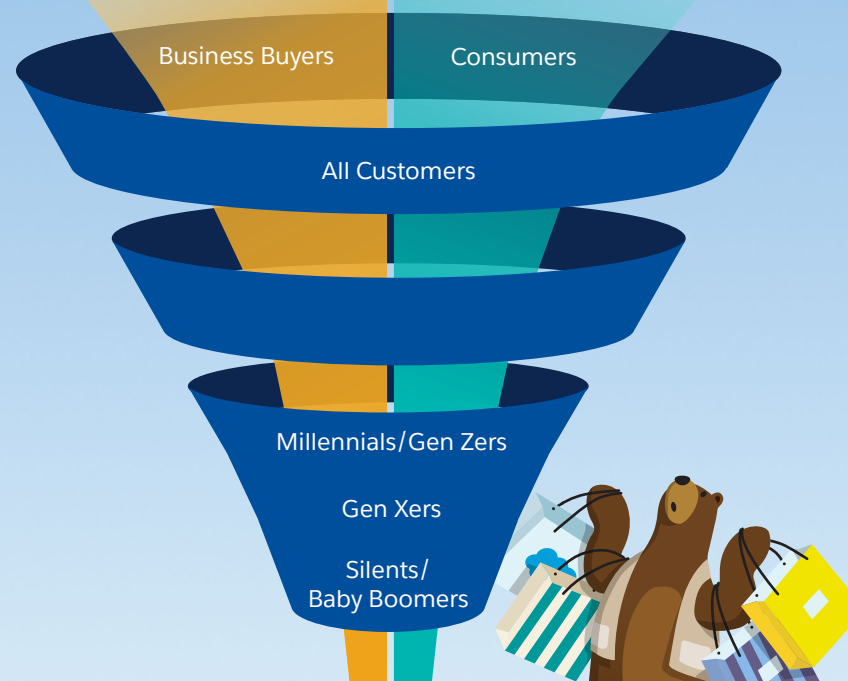 Business Buyers
Consumers
All Customers
Millennials/Gen Zers
Gen Xers
Silents/
Baby Boomers